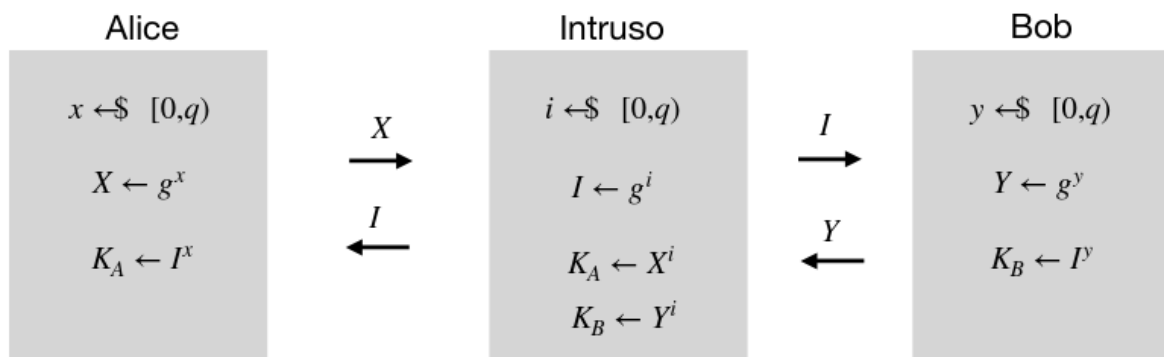 Alice
x ←$ [0,q)
X ← g^x
K_A ← I^x
X
I
Intruso
i ←$ [0,q)
I ← g^i
K_A ← X^i
K_B ← Y^i
I
Y
Bob
y ←$ [0,q)
Y ← g^y
K_B ← I^y